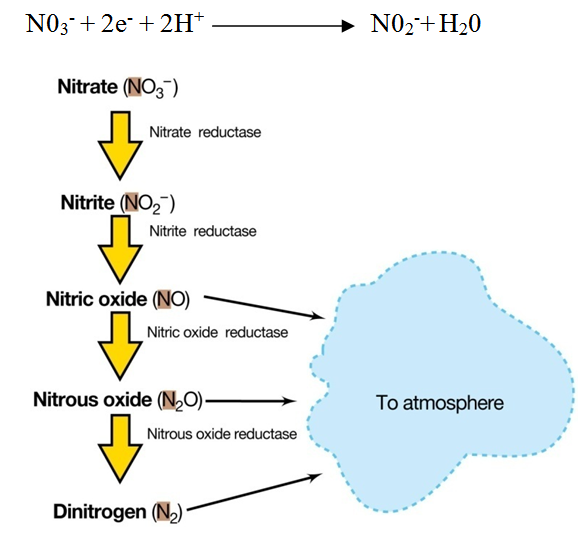 N0₃⁻ + 2e⁻ + 2H⁺ ⟶ N0₂⁻+H₂0
Nitrate (NO₃⁻)
Nitrate reductase
Nitrite (NO₂⁻)
Nitrite reductase
Nitric oxide (NO)
Nitric oxide reductase
Nitrous oxide (N₂O)
To atmosphere
Nitrous oxide reductase
Dinitrogen (N₂)